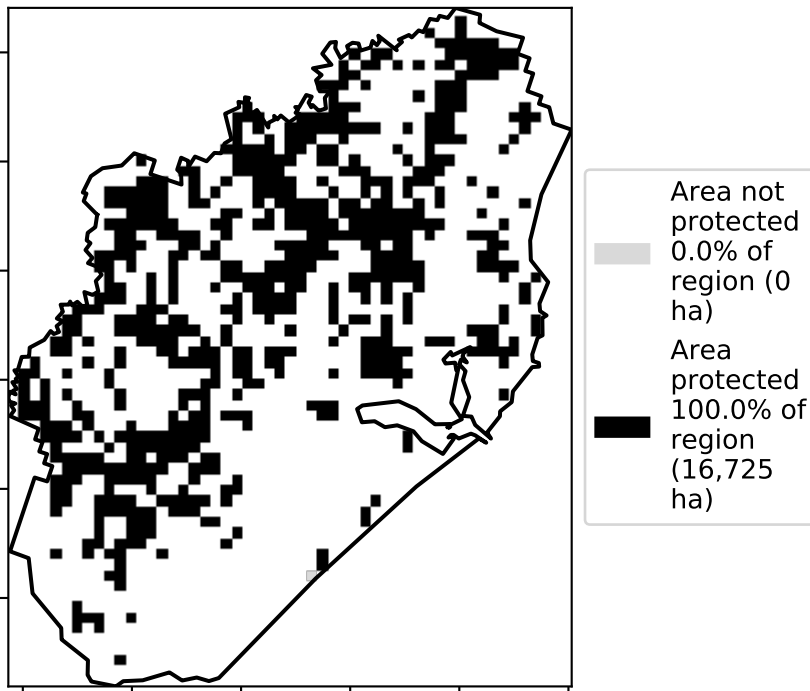 Area not
protected
0.0% of
region (0
ha)
Area
protected
100.0% of
region
(16,725
ha)